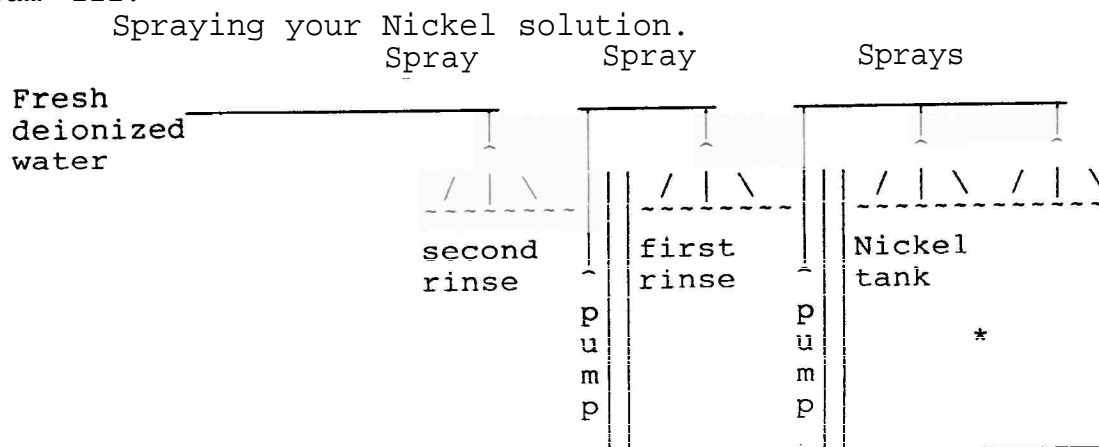 Spraying your Nickel solution.
Spray Spray Sprays
Fresh
deionized
water
second first Nickel
rinse rinse tank
pump pump
*